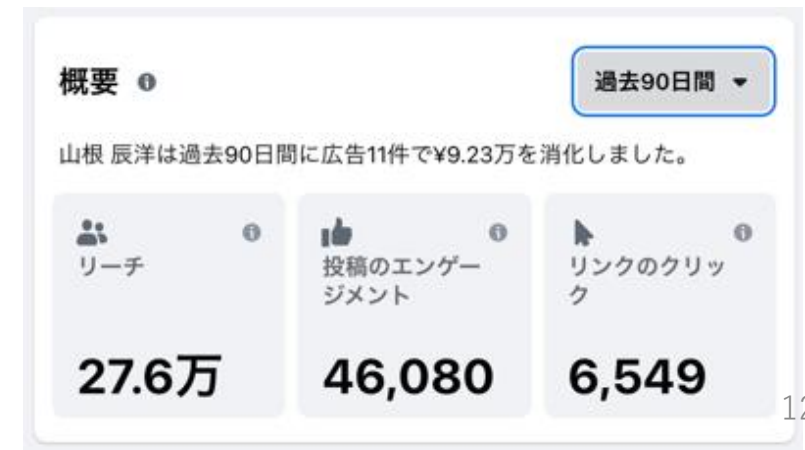 概要
過去90日間
山根 辰洋は過去90日間に広告11件で¥9.23万を消化しました。
リーチ
27.6万
投稿のエンゲー
ジメント
46,080
リンクのクリッ
ク
6,549